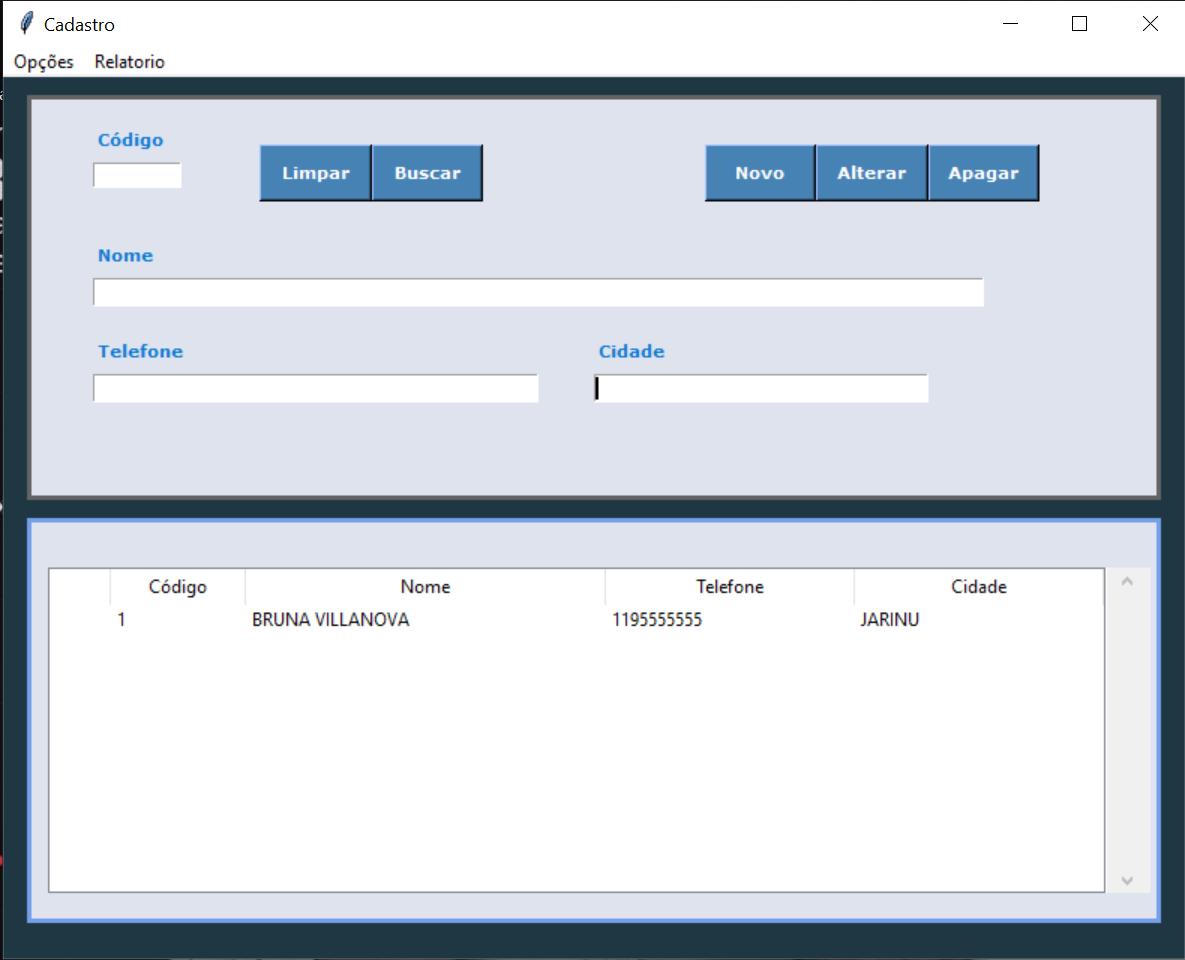 Cadastro
Opções Relatorio
Código
Limpar Buscar Novo Alterar Apagar
Nome
Telefone Cidade
Código Nome Telefone Cidade
1 BRUNA VILLANOVA 1195555555 JARINU